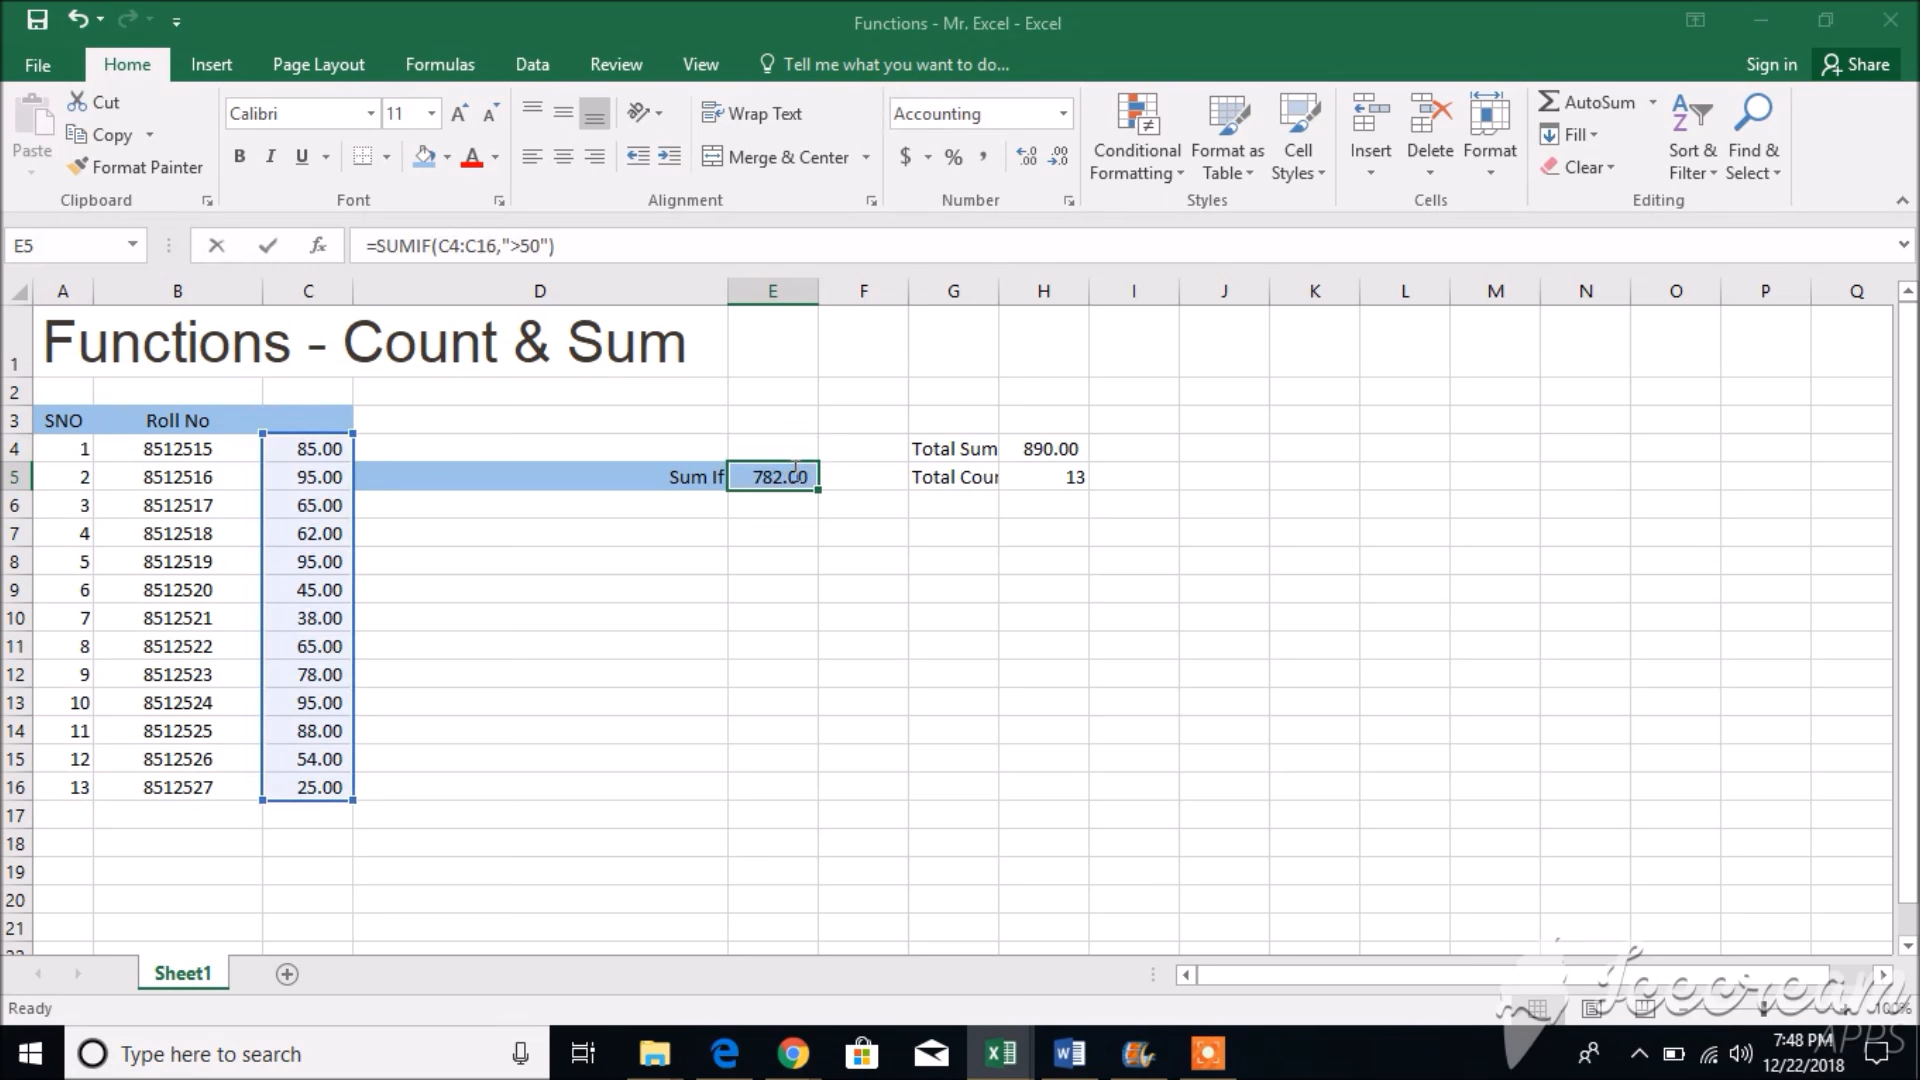 Functions - Mr. Excel - Excel
File Home Insert Page Layout Formulas Data Review View Tell me what you want to do... Sign in Share
Paste
Cut
Copy
Format Painter
Clipboard
Calibri 11
B I U
Font
Wrap Text
Merge & Center
Alignment
Accounting
$ % ,
Number
Conditional Formatting
Format as Table
Cell Styles
Styles
Insert Delete Format
Cells
AutoSum
Fill
Clear
Sort & Filter
Find & Select
Editing
E5 fx =SUMIF(C4:C16,">50")
A B C D E F G H I J K L M N O P Q
1 Functions - Count & Sum
2
3 SNO Roll No
4 1 8512515 85.00 Total Sum 890.00
5 2 8512516 95.00 Sum If 782.00 Total Cour 13
6 3 8512517 65.00
7 4 8512518 62.00
8 5 8512519 95.00
9 6 8512520 45.00
10 7 8512521 38.00
11 8 8512522 65.00
12 9 8512523 78.00
13 10 8512524 95.00
14 11 8512525 88.00
15 12 8512526 54.00
16 13 8512527 25.00
17
18
19
20
21
Sheet1
Ready 100%
Icecream
APPS
Type here to search
7:48 PM
12/22/2018